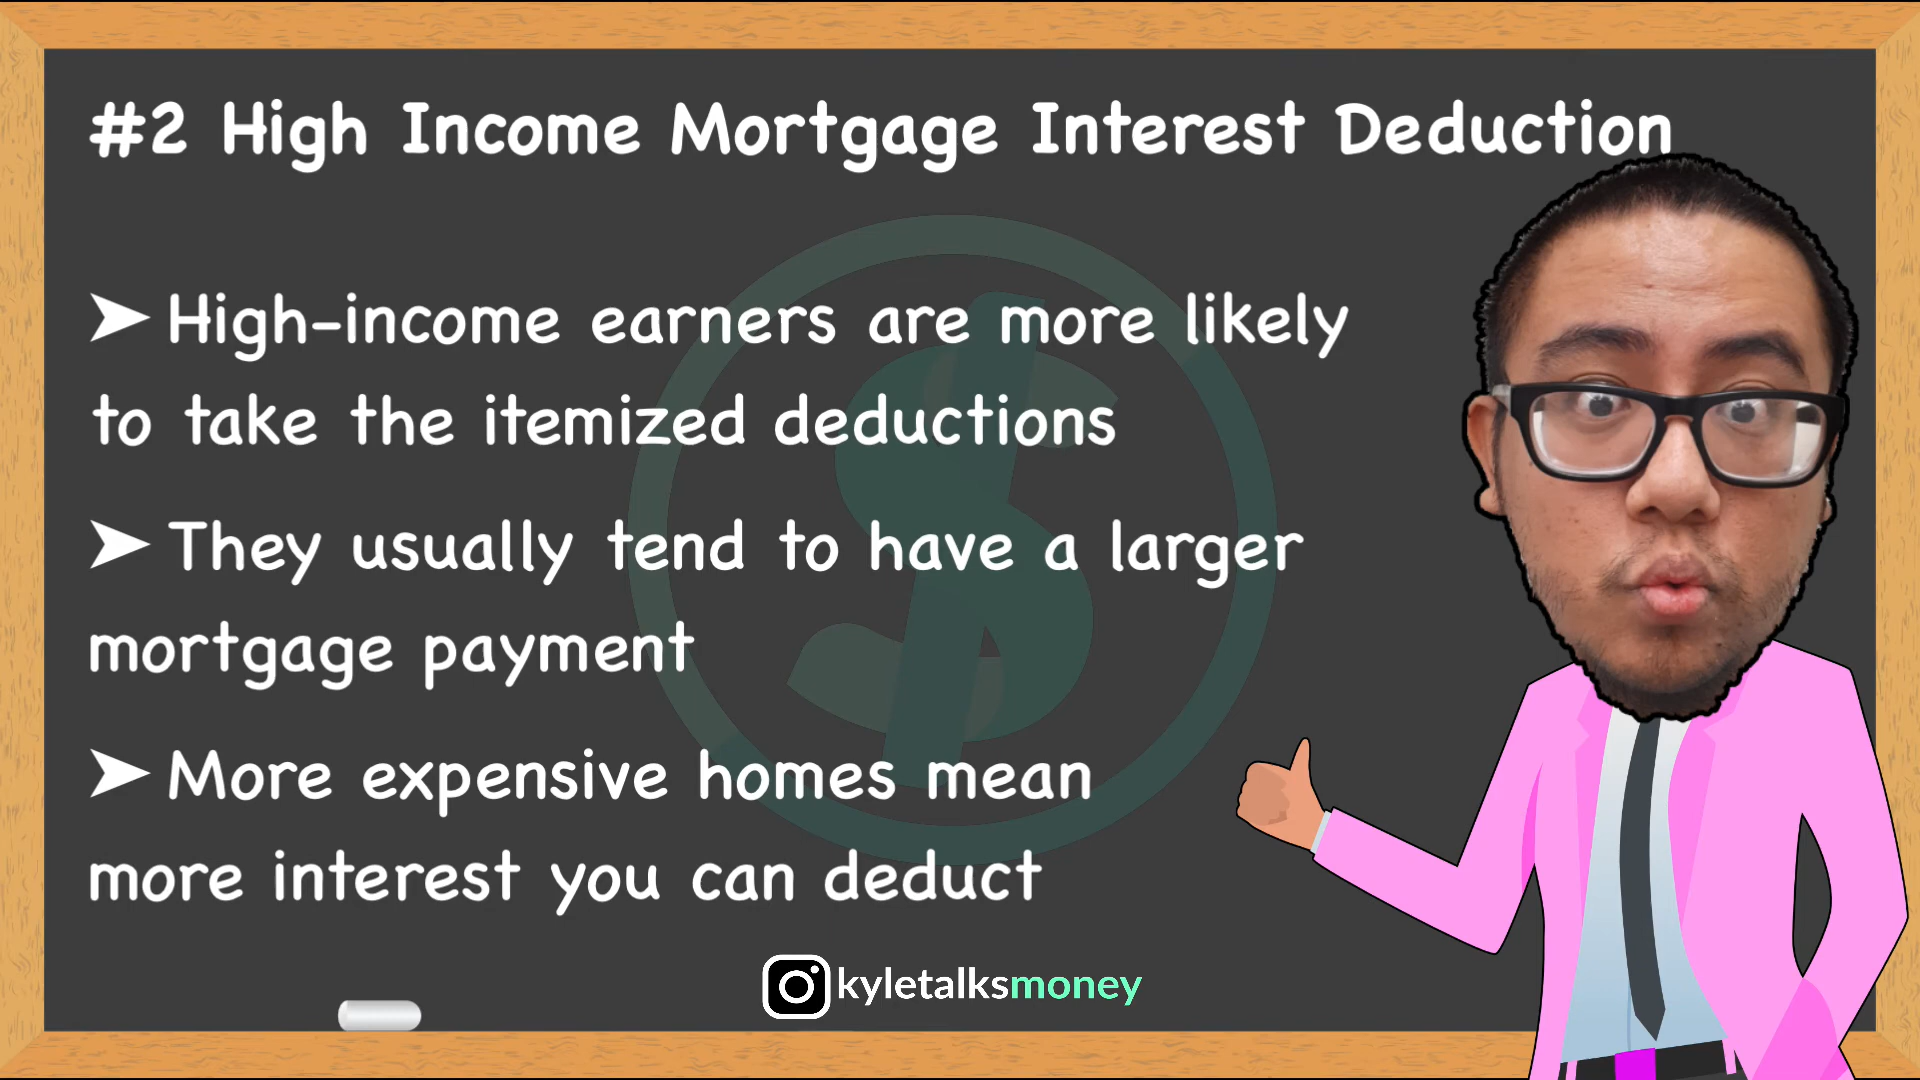 #2 High Income Mortgage Interest Deduction
➤ High-income earners are more likely
to take the itemized deductions
➤ They usually tend to have a larger
mortgage payment
➤ More expensive homes mean
more interest you can deduct
kyletalksmoney